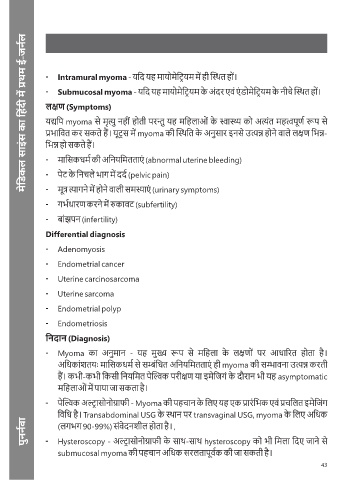 मेडिकल साइंस का हिंदी में प्रथम ई-जर्नल
- Intramural myoma - यदि यह मायोमेट्रियम में ही स्थित हों।
- Submucosal myoma - यदि यह मायोमेट्रियम के अंदर एवं एंडोमेट्रियम के नीचे स्थित हों।
लक्षण (Symptoms)
यद्यपि myoma से मृत्यु नहीं होती परन्तु यह महिलाओं के स्वास्थ्य को अत्यंत महत्वपूर्ण रूप से
प्रभावित कर सकते हैं। यूट्रस में myoma की स्थिति के अनुसार इनसे उत्पन्न होने वाले लक्षण भिन्न-
भिन्न हो सकते हैं।
- मासिकधर्म की अनियमितताएं (abnormal uterine bleeding)
- पेट के निचले भाग में दर्द (pelvic pain)
- मूत्र त्यागने में होने वाली समस्याएं (urinary symptoms)
- गर्भधारण करने में रुकावट (subfertility)
- बांझपन (infertility)
Differential diagnosis
- Adenomyosis
- Endometrial cancer
- Uterine carcinosarcoma
- Uterine sarcoma
- Endometrial polyp
- Endometriosis
निदान (Diagnosis)
- Myoma का अनुमान - यह मुख्य रूप से महिला के लक्षणों पर आधारित होता है।
अधिकांशतयः मासिकधर्म से सम्बंधित अनियमितताएं ही myoma की सम्भावना उत्पन्न करती
हैं। कभी-कभी किसी नियमित पेल्विक परीक्षण या इमेजिंग के दौरान भी यह asymptomatic
महिलाओं में पाया जा सकता है।
- पेल्विक अल्ट्रासोनोग्राफी - Myoma की पहचान के लिए यह एक प्रारंभिक एवं प्रचलित इमेजिंग
विधि है। Transabdominal USG के स्थान पर transvaginal USG, myoma के लिए अधिक
(लगभग 90-99%) संवेदनशील होता है।,
- Hysteroscopy - अल्ट्रासोनोग्राफी के साथ-साथ hysteroscopy को भी मिला दिए जाने से
submucosal myoma की पहचान अधिक सरलतापूर्वक की जा सकती है।
पुनर्नवा
43